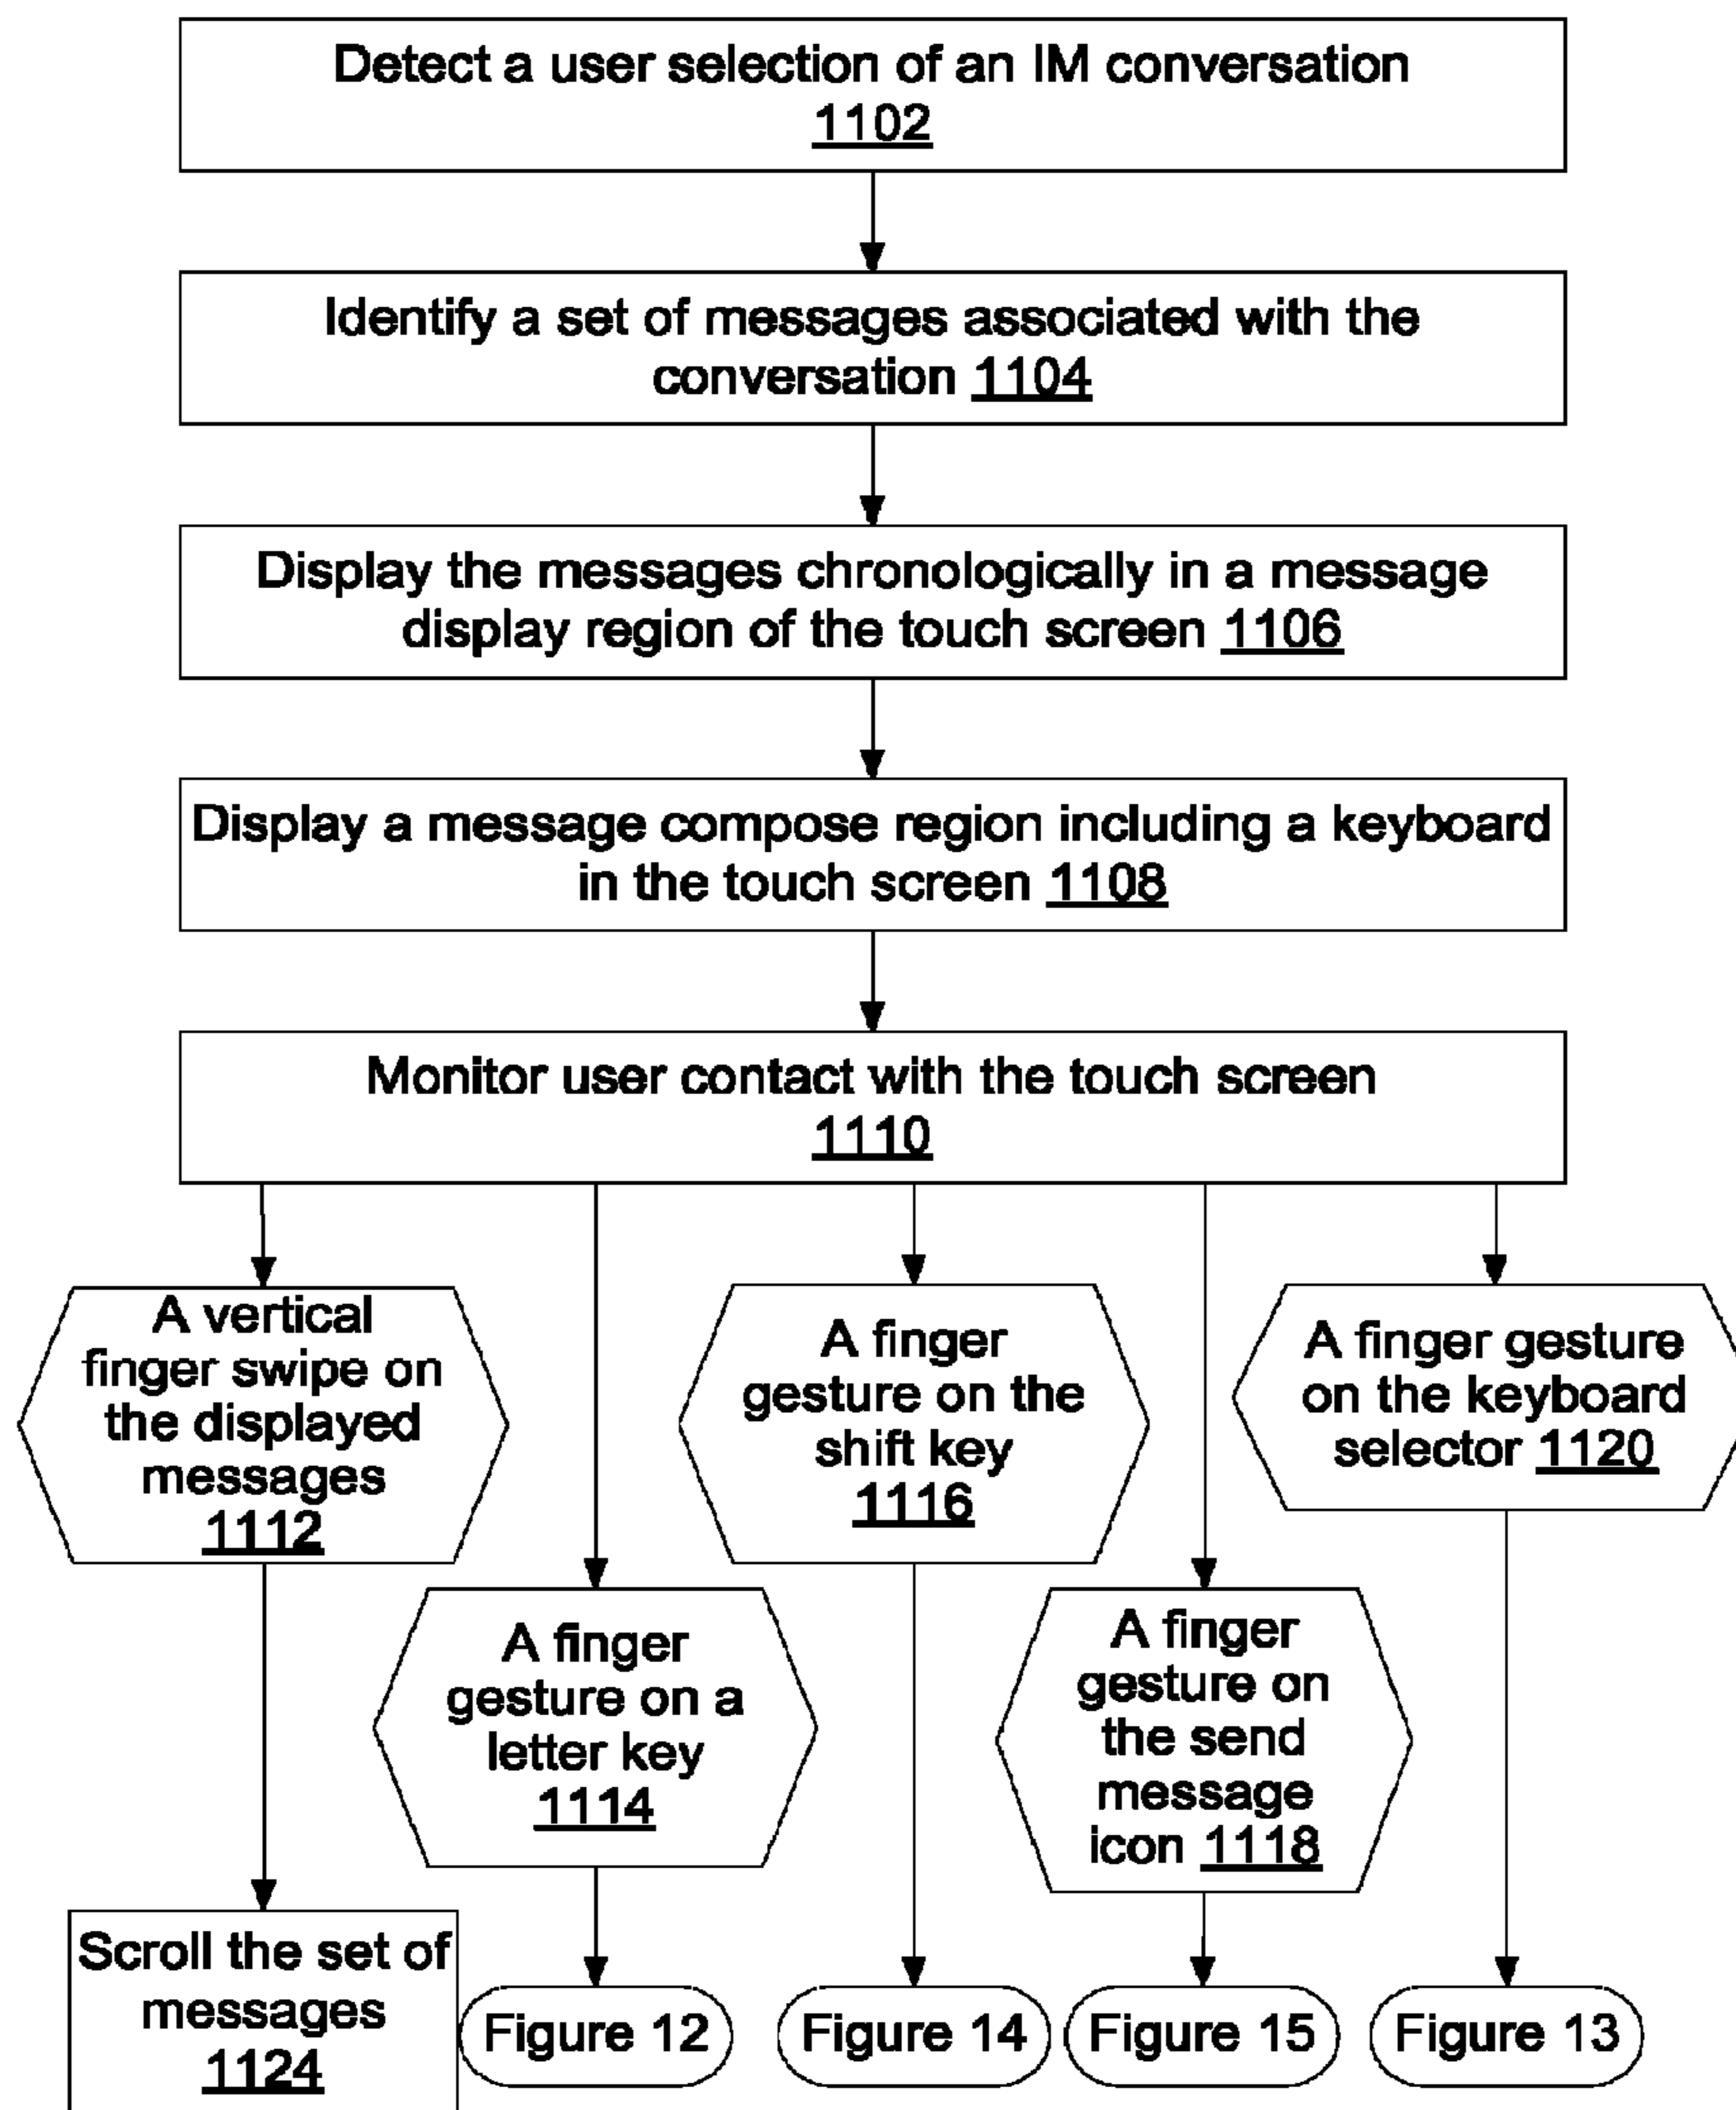 Detect a user selection of an IM conversation
1102
Identify a set of messages associated with the
conversation 1104
Display the messages chronologically in a message
display region of the touch screen 1106
Display a message compose region including a keyboard
in the touch screen 1108
Monitor user contact with the touch screen
1110
A vertical
finger swipe on
the displayed
messages
1112
A finger
gesture on the
shift key
1116
A finger gesture
on the keyboard
selector 1120
A finger
gesture on a
letter key
1114
A finger
gesture on
the send
message
icon 1118
Scroll the set of
messages
1124
Figure 12
Figure 14
Figure 15
Figure 13